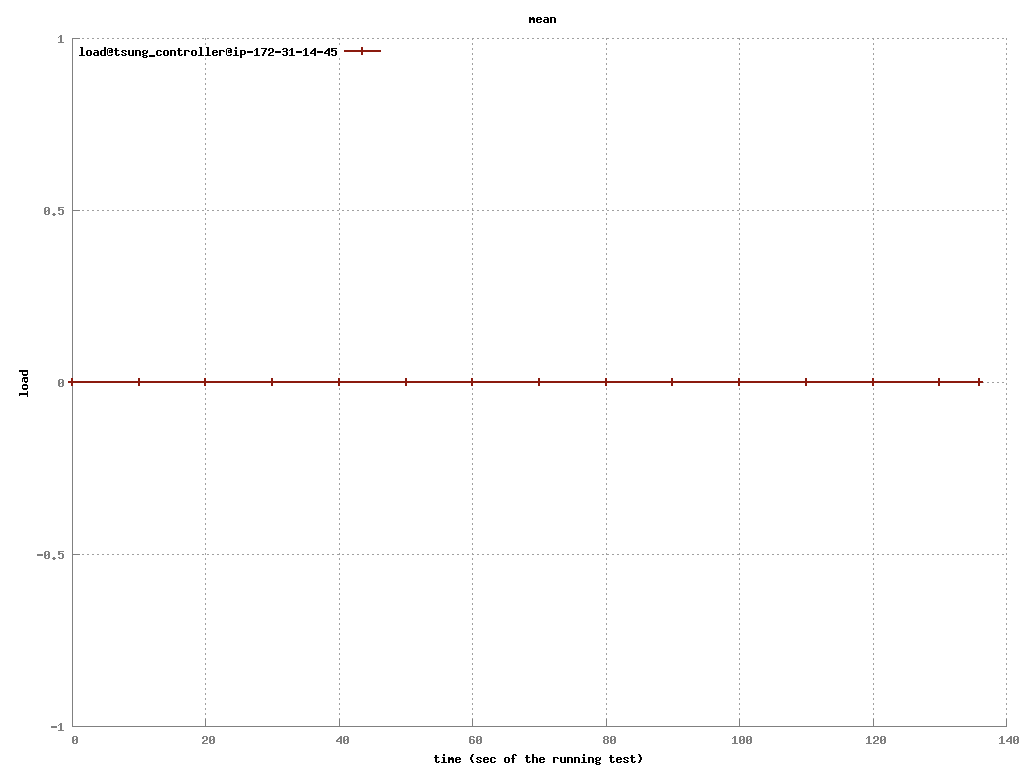 mean
1
load@tsung_controller@ip-172-31-14-45
0.5
0
-0.5
-1
load
0 20 40 60 80 100 120 140
time (sec of the running test)